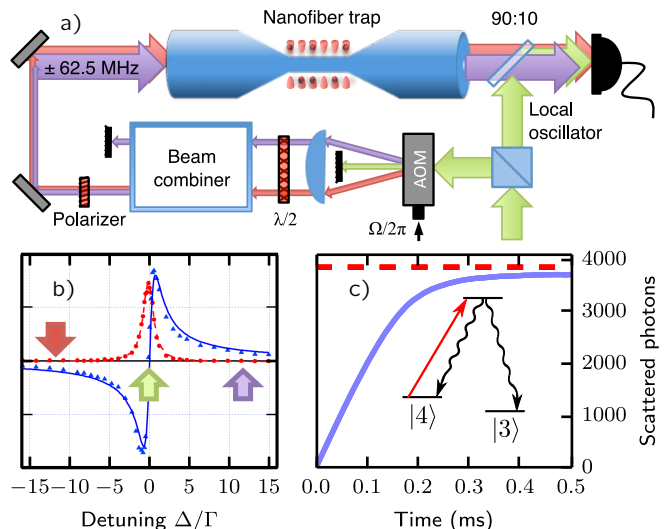 a)
Nanofiber trap
90:10
± 62.5 MHz
Local
oscillator
Beam
combiner
AOM
Polarizer
λ/2
Ω/2π
b)
−15 −10 −5 0 5 10 15
Detuning Δ/Γ
c)
4000
3000
2000
1000
0
Scattered photons
|4⟩
|3⟩
0.0 0.1 0.2 0.3 0.4 0.5
Time (ms)